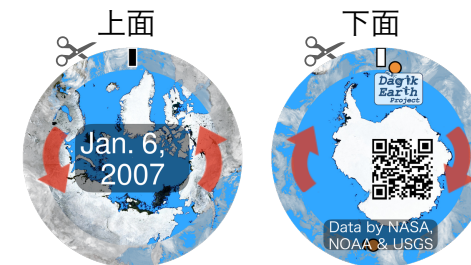 上面
下面
Jan. 6,
2007
Dagik
Earth
Project
Data by NASA,
NOAA & USGS